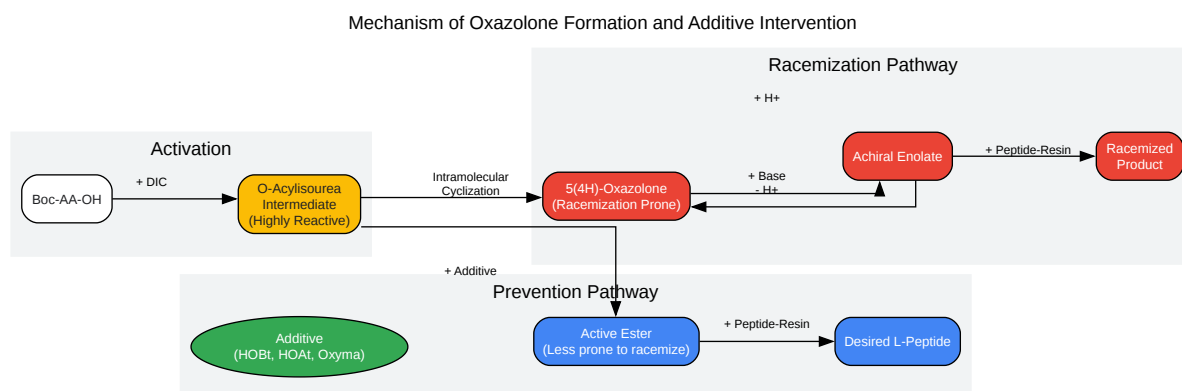 Mechanism of Oxazolone Formation and Additive Intervention
Racemization Pathway
+ H+
Activation
+ DIC
Boc-AA-OH
O-Acylisourea
Intermediate
(Highly Reactive)
Intramolecular
Cyclization
5(4H)-Oxazolone
(Racemization Prone)
+ Base
- H+
Achiral Enolate
+ Peptide-Resin
Racemized
Product
+ Additive
Prevention Pathway
Additive
(HOBt, HOAt, Oxyma)
Active Ester
(Less prone to racemize)
+ Peptide-Resin
Desired L-Peptide